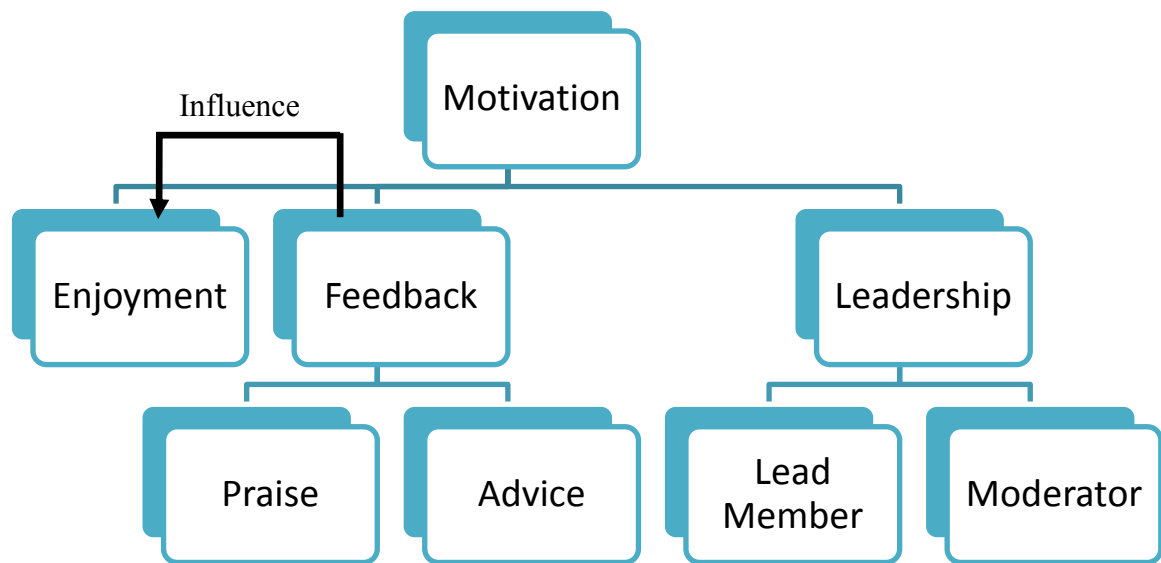 Motivation
Influence
Enjoyment
Feedback
Leadership
Praise
Advice
Lead
Member
Moderator